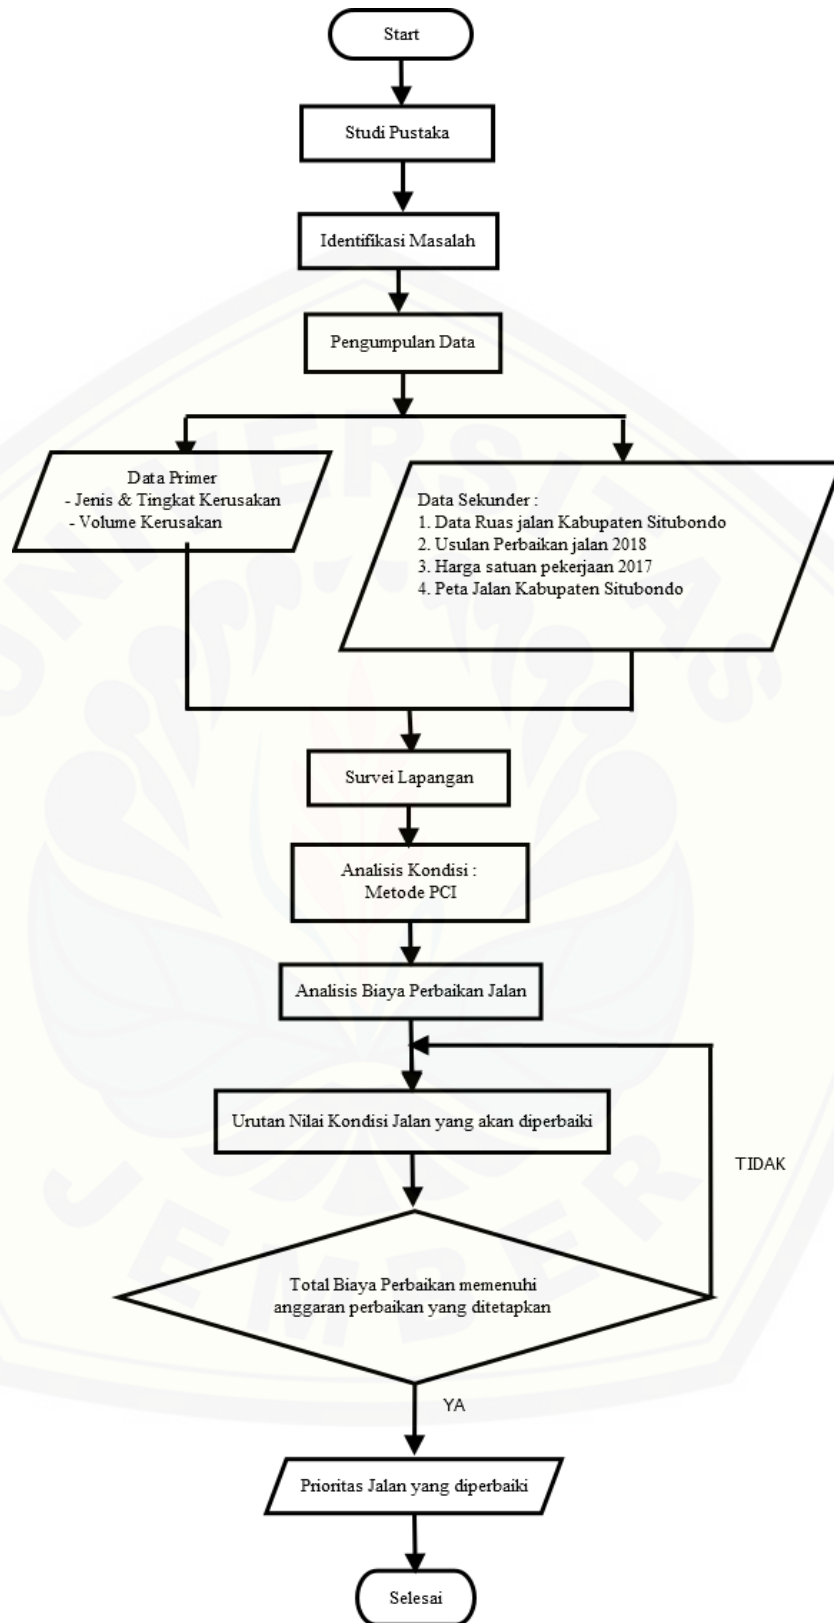 Start
Studi Pustaka
Identifikasi Masalah
Pengumpulan Data
Data Primer
- Jenis & Tingkat Kerusakan
- Volume Kerusakan
Data Sekunder :
1. Data Ruas jalan Kabupaten Situbondo
2. Usulan Perbaikan jalan 2018
3. Harga satuan pekerjaan 2017
4. Peta Jalan Kabupaten Situbondo
Survei Lapangan
Analisis Kondisi :
Metode PCI
Analisis Biaya Perbaikan Jalan
Urutan Nilai Kondisi Jalan yang akan diperbaiki
TIDAK
Total Biaya Perbaikan memenuhi
anggaran perbaikan yang ditetapkan
YA
Prioritas Jalan yang diperbaiki
Selesai
UNIVERSITAS
JEMBER